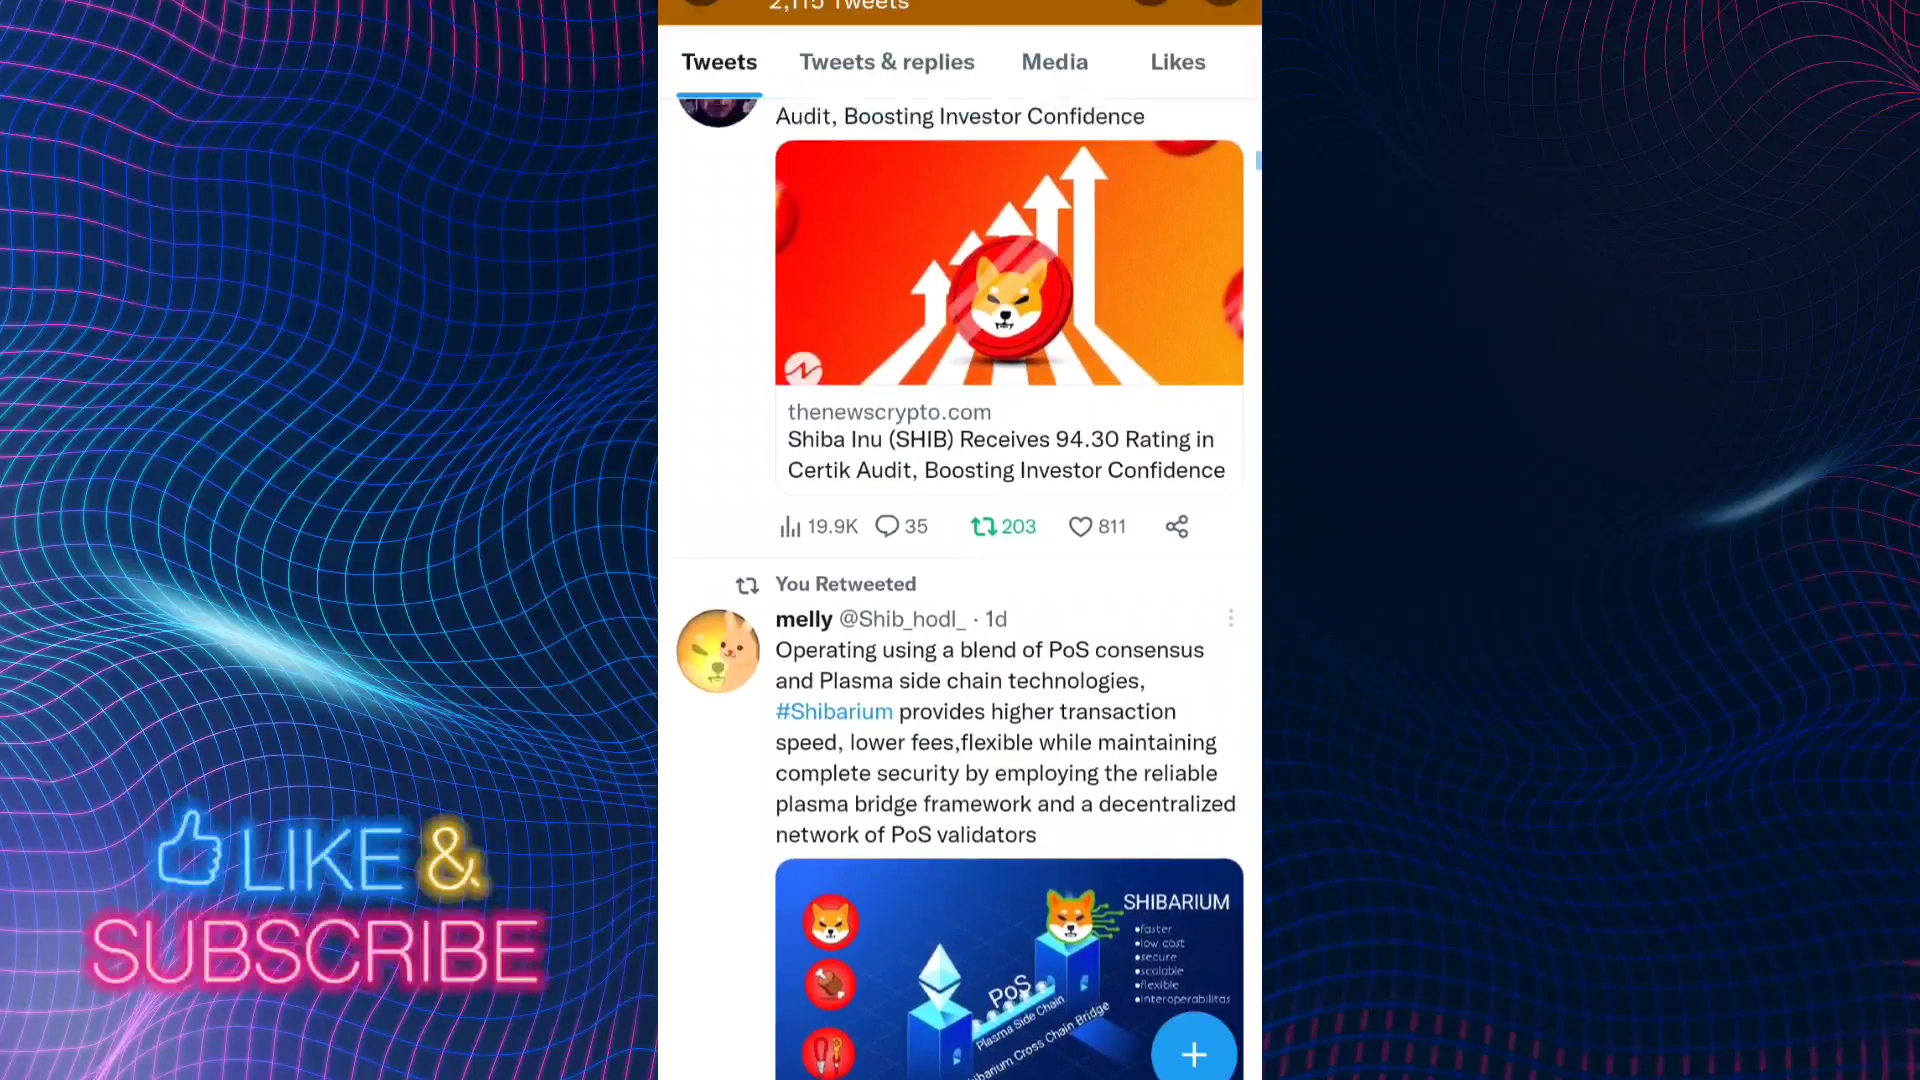 2,115 Tweets
Tweets
Tweets & replies
Media
Likes
Audit, Boosting Investor Confidence
thenewscrypto.com
Shiba Inu (SHIB) Receives 94.30 Rating in
Certik Audit, Boosting Investor Confidence
19.9K
35
203
811
You Retweeted
melly @Shib_hodl_ · 1d
Operating using a blend of PoS consensus
and Plasma side chain technologies,
#Shibarium provides higher transaction
speed, lower fees,flexible while maintaining
complete security by employing the reliable
plasma bridge framework and a decentralized
network of PoS validators
SHIBARIUM
•faster
•low cost
•secure
•scalable
•flexible
•interoperabilitas
PoS
Plasma Side Chain
Cross Chain Bridge
LIKE &
SUBSCRIBE